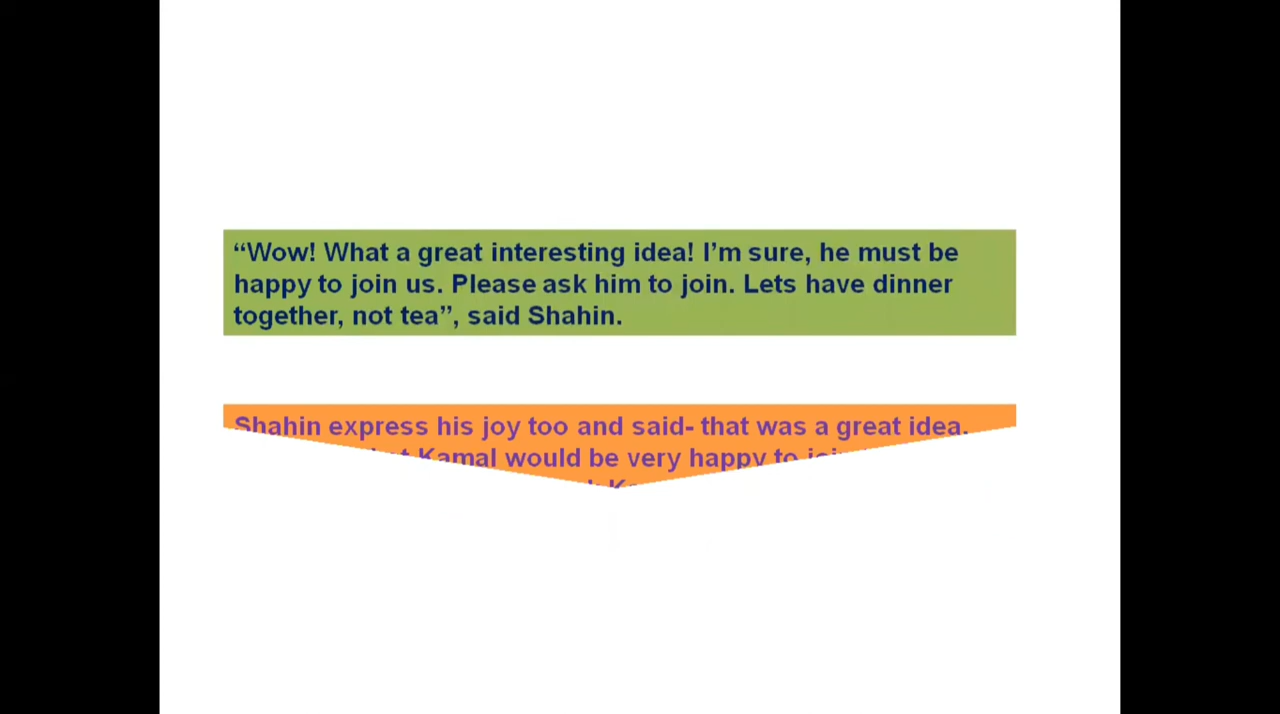 “Wow! What a great interesting idea! I’m sure, he must be
happy to join us. Please ask him to join. Lets have dinner
together, not tea”, said Shahin.
Shahin express his joy too and said- that was a great idea.
Kamal would be very happy to